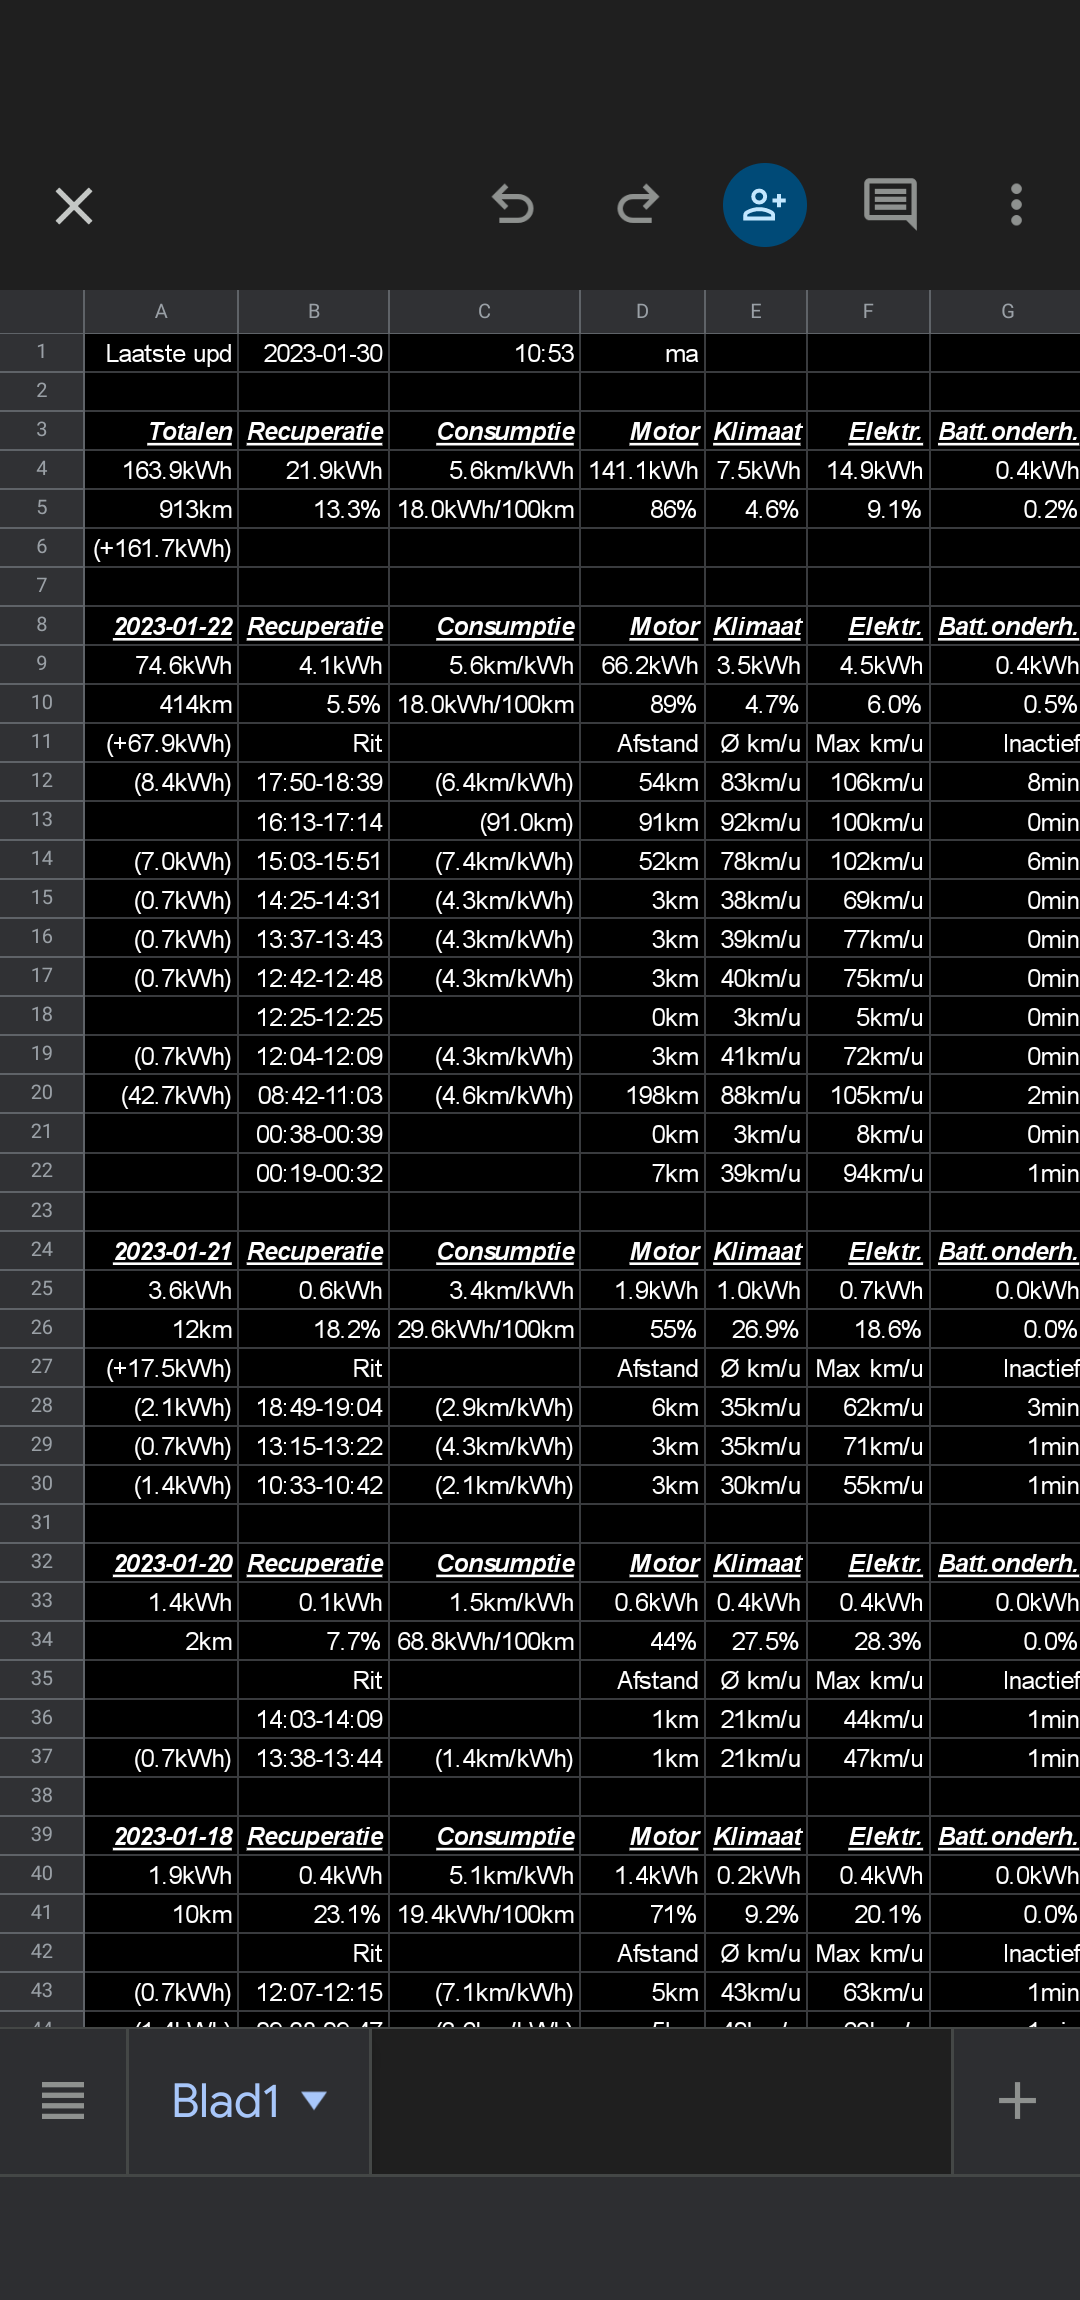 A B C D E F G
1 Laatste upd 2023-01-30 10:53 ma
2
3 Totalen Recuperatie Consumptie Motor Klimaat Elektr. Batt.onderh.
4 163.9kWh 21.9kWh 5.6km/kWh 141.1kWh 7.5kWh 14.9kWh 0.4kWh
5 913km 13.3% 18.0kWh/100km 86% 4.6% 9.1% 0.2%
6 (+161.7kWh)
7
8 2023-01-22 Recuperatie Consumptie Motor Klimaat Elektr. Batt.onderh.
9 74.6kWh 4.1kWh 5.6km/kWh 66.2kWh 3.5kWh 4.5kWh 0.4kWh
10 414km 5.5% 18.0kWh/100km 89% 4.7% 6.0% 0.5%
11 (+67.9kWh) Rit Afstand Ø km/u Max km/u Inactief
12 (8.4kWh) 17:50-18:39 (6.4km/kWh) 54km 83km/u 106km/u 8min
13 16:13-17:14 (91.0km) 91km 92km/u 100km/u 0min
14 (7.0kWh) 15:03-15:51 (7.4km/kWh) 52km 78km/u 102km/u 6min
15 (0.7kWh) 14:25-14:31 (4.3km/kWh) 3km 38km/u 69km/u 0min
16 (0.7kWh) 13:37-13:43 (4.3km/kWh) 3km 39km/u 77km/u 0min
17 (0.7kWh) 12:42-12:48 (4.3km/kWh) 3km 40km/u 75km/u 0min
18 12:25-12:25 0km 3km/u 5km/u 0min
19 (0.7kWh) 12:04-12:09 (4.3km/kWh) 3km 41km/u 72km/u 0min
20 (42.7kWh) 08:42-11:03 (4.6km/kWh) 198km 88km/u 105km/u 2min
21 00:38-00:39 0km 3km/u 8km/u 0min
22 00:19-00:32 7km 39km/u 94km/u 1min
23
24 2023-01-21 Recuperatie Consumptie Motor Klimaat Elektr. Batt.onderh.
25 3.6kWh 0.6kWh 3.4km/kWh 1.9kWh 1.0kWh 0.7kWh 0.0kWh
26 12km 18.2% 29.6kWh/100km 55% 26.9% 18.6% 0.0%
27 (+17.5kWh) Rit Afstand Ø km/u Max km/u Inactief
28 (2.1kWh) 18:49-19:04 (2.9km/kWh) 6km 35km/u 62km/u 3min
29 (0.7kWh) 13:15-13:22 (4.3km/kWh) 3km 35km/u 71km/u 1min
30 (1.4kWh) 10:33-10:42 (2.1km/kWh) 3km 30km/u 55km/u 1min
31
32 2023-01-20 Recuperatie Consumptie Motor Klimaat Elektr. Batt.onderh.
33 1.4kWh 0.1kWh 1.5km/kWh 0.6kWh 0.4kWh 0.4kWh 0.0kWh
34 2km 7.7% 68.8kWh/100km 44% 27.5% 28.3% 0.0%
35 Rit Afstand Ø km/u Max km/u Inactief
36 14:03-14:09 1km 21km/u 44km/u 1min
37 (0.7kWh) 13:38-13:44 (1.4km/kWh) 1km 21km/u 47km/u 1min
38
39 2023-01-18 Recuperatie Consumptie Motor Klimaat Elektr. Batt.onderh.
40 1.9kWh 0.4kWh 5.1km/kWh 1.4kWh 0.2kWh 0.4kWh 0.0kWh
41 10km 23.1% 19.4kWh/100km 71% 9.2% 20.1% 0.0%
42 Rit Afstand Ø km/u Max km/u Inactief
43 (0.7kWh) 12:07-12:15 (7.1km/kWh) 5km 43km/u 63km/u 1min
44
Blad1